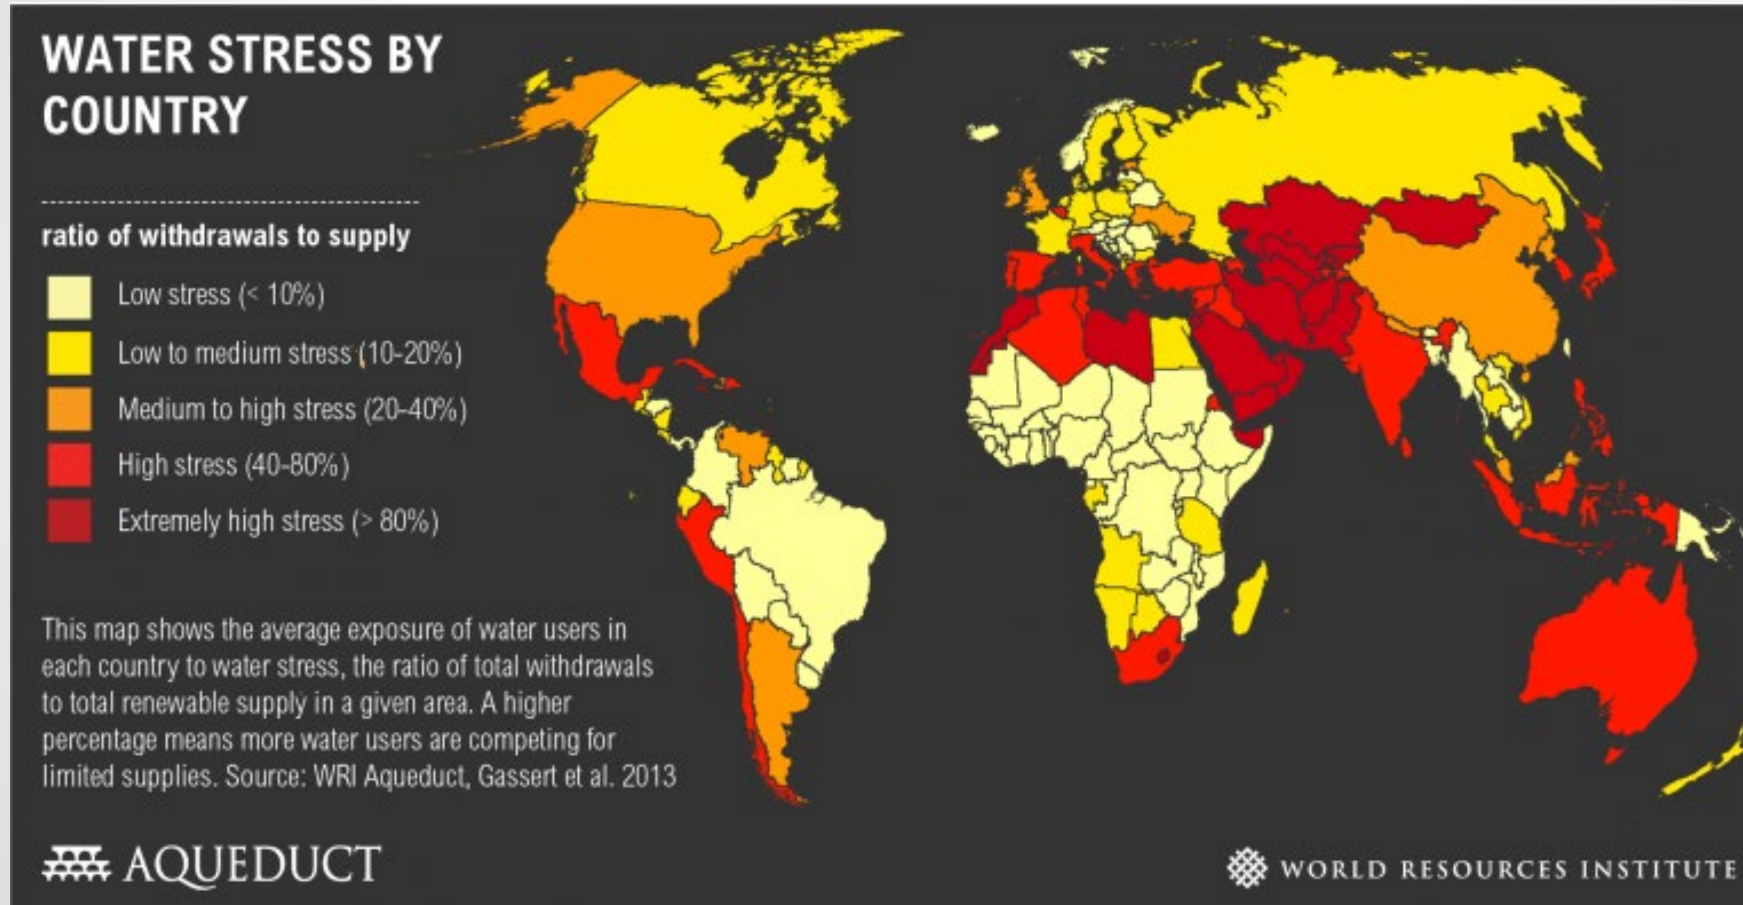 WATER STRESS BY
COUNTRY
ratio of withdrawals to supply
Low stress (< 10%)
Low to medium stress (10-20%)
Medium to high stress (20-40%)
High stress (40-80%)
Extremely high stress (> 80%)
This map shows the average exposure of water users in
each country to water stress, the ratio of total withdrawals
to total renewable supply in a given area. A higher
percentage means more water users are competing for
limited supplies. Source: WRI Aqueduct, Gassert et al. 2013
AQUEDUCT
WORLD RESOURCES INSTITUTE